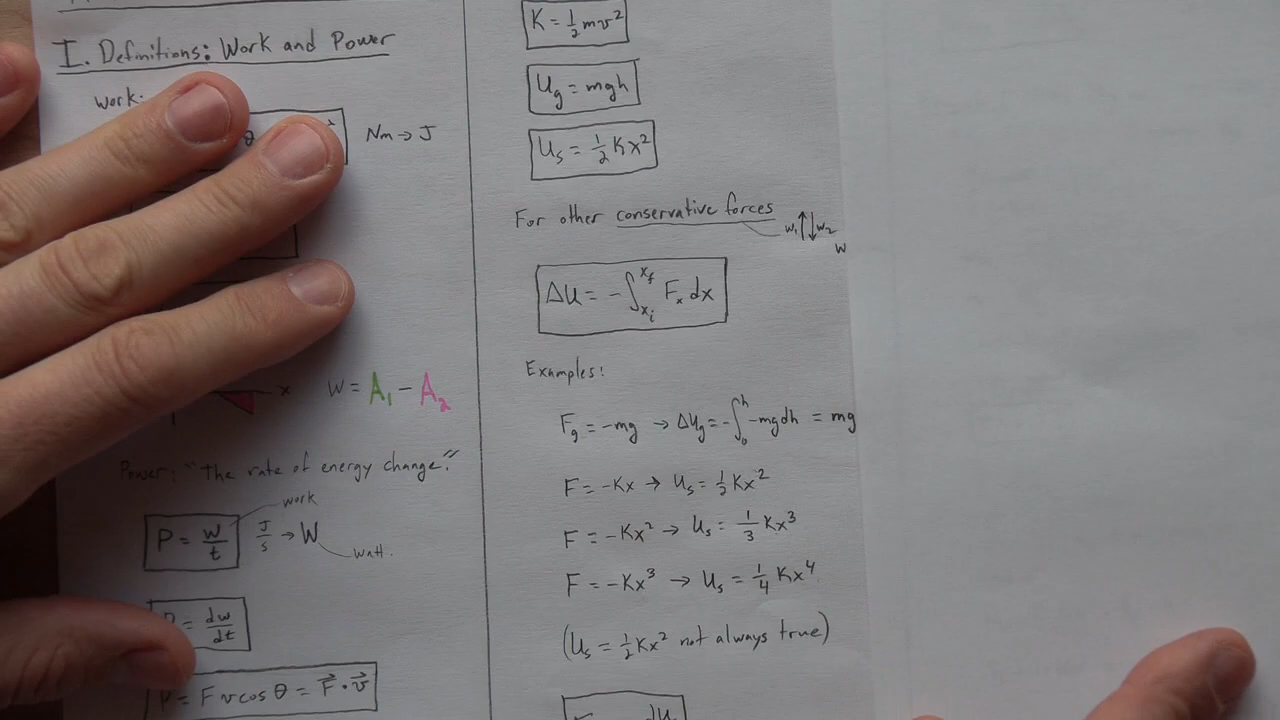 I. Definitions: Work and Power
Work:
θ
Nm → J
x
W = A₁ - A₂
Power: "The rate of energy change."
P = w/t
work
J/s → W
watt.
P = dw/dt
P = Fv cos θ = F⃗ · v⃗
K = ½mv²
Ug = mgh
Us = ½Kx²
For other conservative forces
w₁ ↑↓ w₂
w
ΔU = -∫_{xi}^{xf} Fx dx
Examples:
Fg = -mg → ΔUg = -∫₀ʰ -mgdh = mg
F = -Kx → Us = ½Kx²
F = -Kx² → Us = ⅓Kx³
F = -Kx³ → Us = ¼Kx⁴
(Us = ½Kx² not always true)
dU